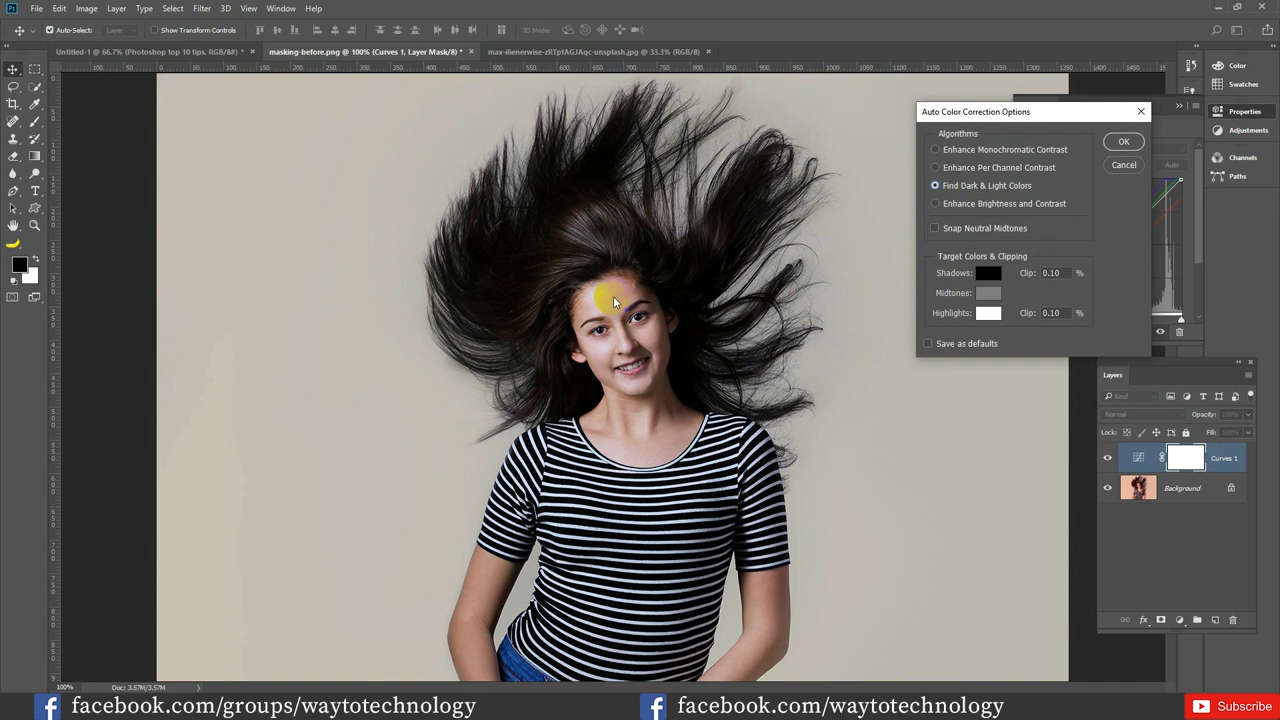 Ps File Edit Image Layer Type Select Filter 3D View Window Help
Auto-Select: Layer Show Transform Controls 3D Mode:
Untitled-1 @ 66.7% (Photoshop top 10 tips, RGB/8#) * × masking-before.png @ 100% (Curves 1, Layer Mask/8) * × max-ilienerwise-zRTpfAGJAqc-unsplash.jpg @ 33.3% (RGB/8) ×
Color
Swatches
Properties
Adjustments
Channels
Paths
Auto
Auto Color Correction Options
Algorithms
Enhance Monochromatic Contrast
Enhance Per Channel Contrast
Find Dark & Light Colors
Enhance Brightness and Contrast
Snap Neutral Midtones
OK
Cancel
Target Colors & Clipping
Shadows: Clip: 0.10 %
Midtones:
Highlights: Clip: 0.10 %
Save as defaults
Layers
Kind
Normal Opacity: 100%
Lock: Fill: 100%
Curves 1
Background
fx
100% Doc: 3.57M/3.57M
facebook.com/groups/waytotechnology facebook.com/waytotechnology Subscribe